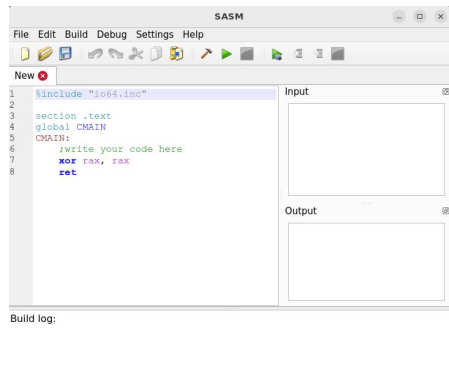 SASM
File Edit Build Debug Settings Help
New
1 %include "io64.inc"
2
3 section .text
4 global CMAIN
5 CMAIN:
6 ;write your code here
7 xor rax, rax
8 ret
Input
Output
Build log: